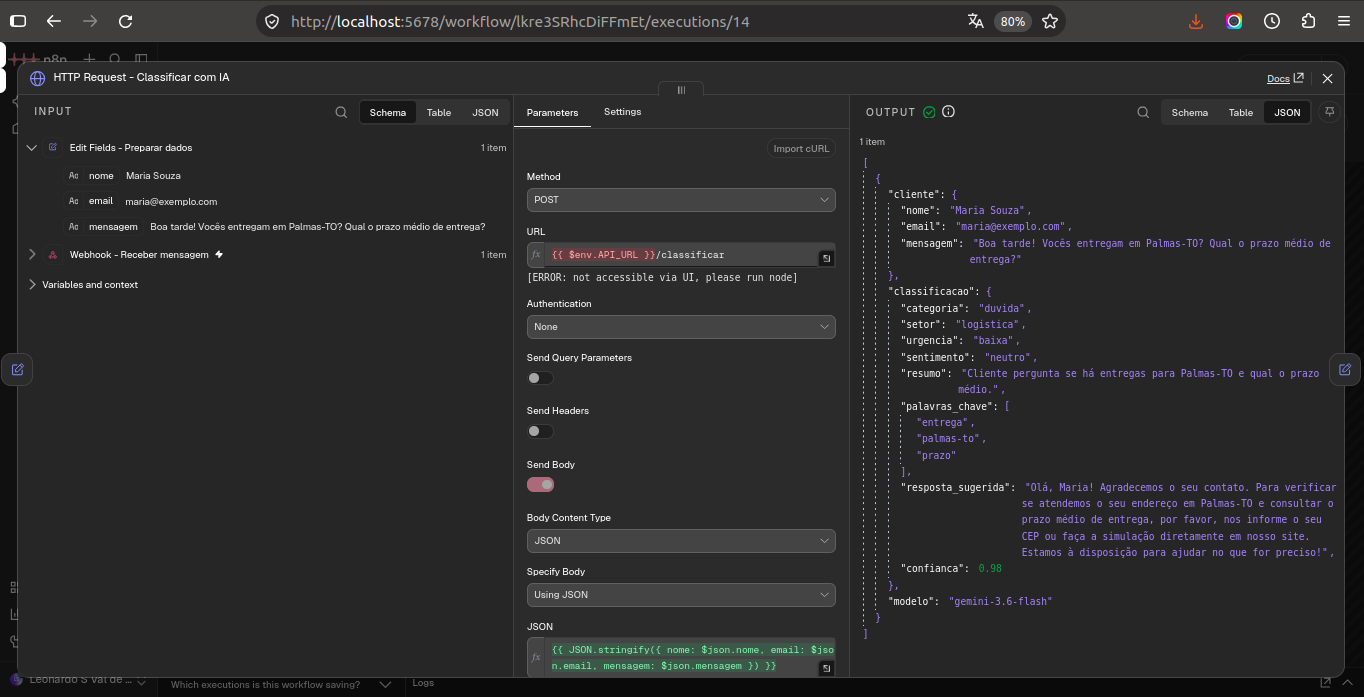 http://localhost:5678/workflow/lkre3SRhcDiFFmEt/executions/14
80%
n8n
HTTP Request - Classificar com IA
Docs
INPUT
Schema
Table
JSON
Edit Fields - Preparar dados
1 item
nome
Maria Souza
email
maria@exemplo.com
mensagem
Boa tarde! Vocês entregam em Palmas-TO? Qual o prazo médio de entrega?
Webhook - Receber mensagem
1 item
Variables and context
Parameters
Settings
Import cURL
Method
POST
URL
fx
{{ $env.API_URL }}/classificar
[ERROR: not accessible via UI, please run node]
Authentication
None
Send Query Parameters
Send Headers
Send Body
Body Content Type
JSON
Specify Body
Using JSON
JSON
fx
{{ JSON.stringify({ nome: $json.nome, email: $jso
n.email, mensagem: $json.mensagem }) }}
OUTPUT
Schema
Table
JSON
1 item
[
{
"cliente": {
"nome": "Maria Souza",
"email": "maria@exemplo.com",
"mensagem": "Boa tarde! Vocês entregam em Palmas-TO? Qual o prazo médio de
entrega?"
},
"classificacao": {
"categoria": "duvida",
"setor": "logistica",
"urgencia": "baixa",
"sentimento": "neutro",
"resumo": "Cliente pergunta se há entregas para Palmas-TO e qual o prazo
médio.",
"palavras_chave": [
"entrega",
"palmas-to",
"prazo"
],
"resposta_sugerida": "Olá, Maria! Agradecemos o seu contato. Para verificar
se atendemos o seu endereço em Palmas-TO e consultar o
prazo médio de entrega, por favor, nos informe o seu
CEP ou faça a simulação diretamente em nosso site.
Estamos à disposição para ajudar no que for preciso!",
"confianca": 0.98
},
"modelo": "gemini-3.6-flash"
}
]
Leonardo S Val de ...
Which executions is this workflow saving?
Logs